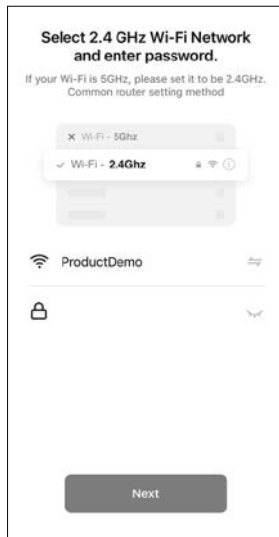 Select 2.4 GHz Wi-Fi Network
and enter password.
If your Wi-Fi is 5GHz, please set it to be 2.4GHz.
Common router setting method
Wi-Fi - 5Ghz
Wi-Fi - 2.4Ghz
ProductDemo
Next